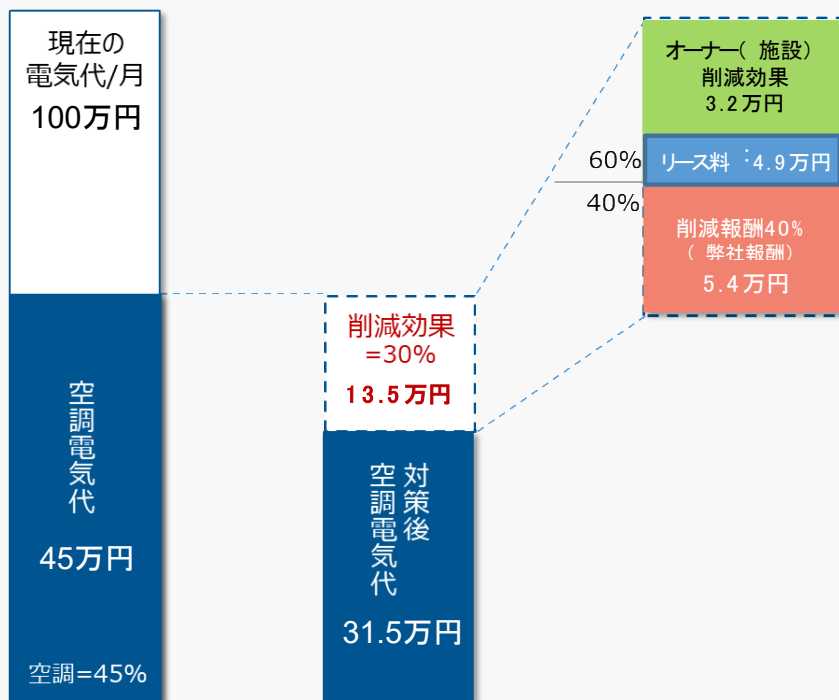 現在の
電気代/月
100万円
空調電気代
45万円
空調=45%
削減効果
=30%
13.5万円
対策後
空調電気代
31.5万円
オーナー( 施設)
削減効果
3.2万円
60%
リース料 :4.9万円
40%
削減報酬40%
( 弊社報酬)
5.4万円